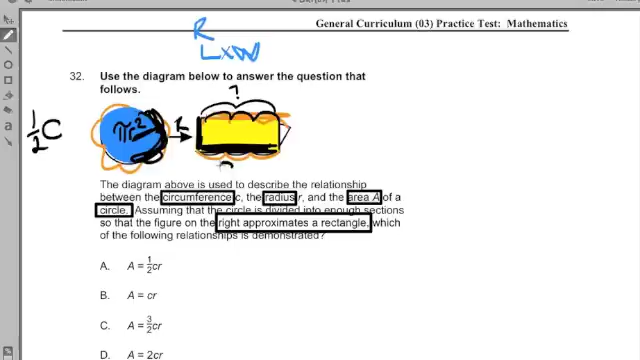 General Curriculum (03) Practice Test: Mathematics
R
L×W
32. Use the diagram below to answer the question that
follows.
?
½C
πr²
r
The diagram above is used to describe the relationship
between the circumference c, the radius r, and the area A of a
circle. Assuming that the circle is divided into enough sections
so that the figure on the right approximates a rectangle, which
of the following relationships is demonstrated?
A. A = ½cr
B. A = cr
C. A = 3/2cr
D. A = 2cr